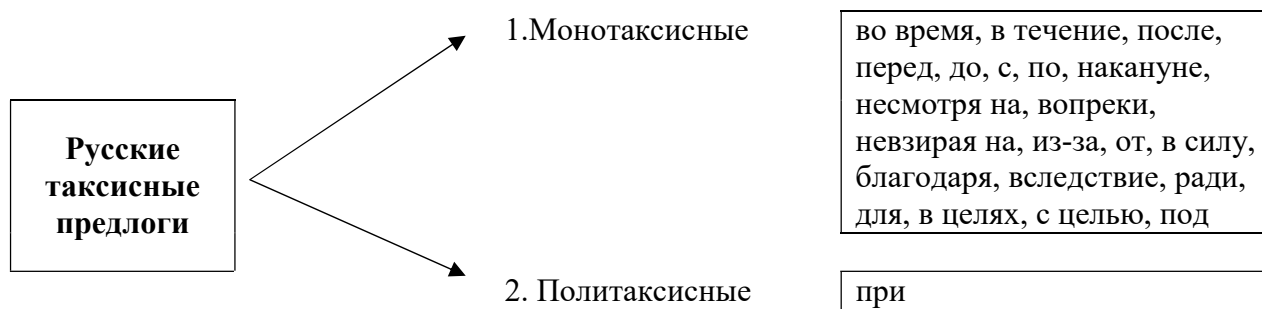 Русские
таксисные
предлоги
1.Монотаксисные
во время, в течение, после,
перед, до, с, по, накануне,
несмотря на, вопреки,
невзирая на, из-за, от, в силу,
благодаря, вследствие, ради,
для, в целях, с целью, под
2. Политаксисные
при